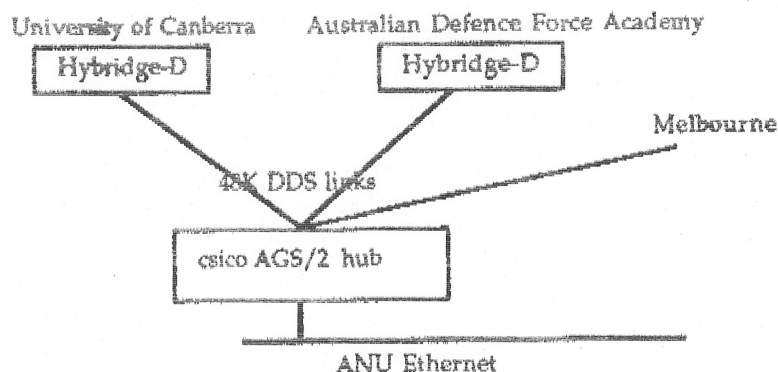 University of Canberra
Australian Defence Force Academy
Hybridge-D
Hybridge-D
Melbourne
48K DDS links
csico AGS/2 hub
ANU Ethernet